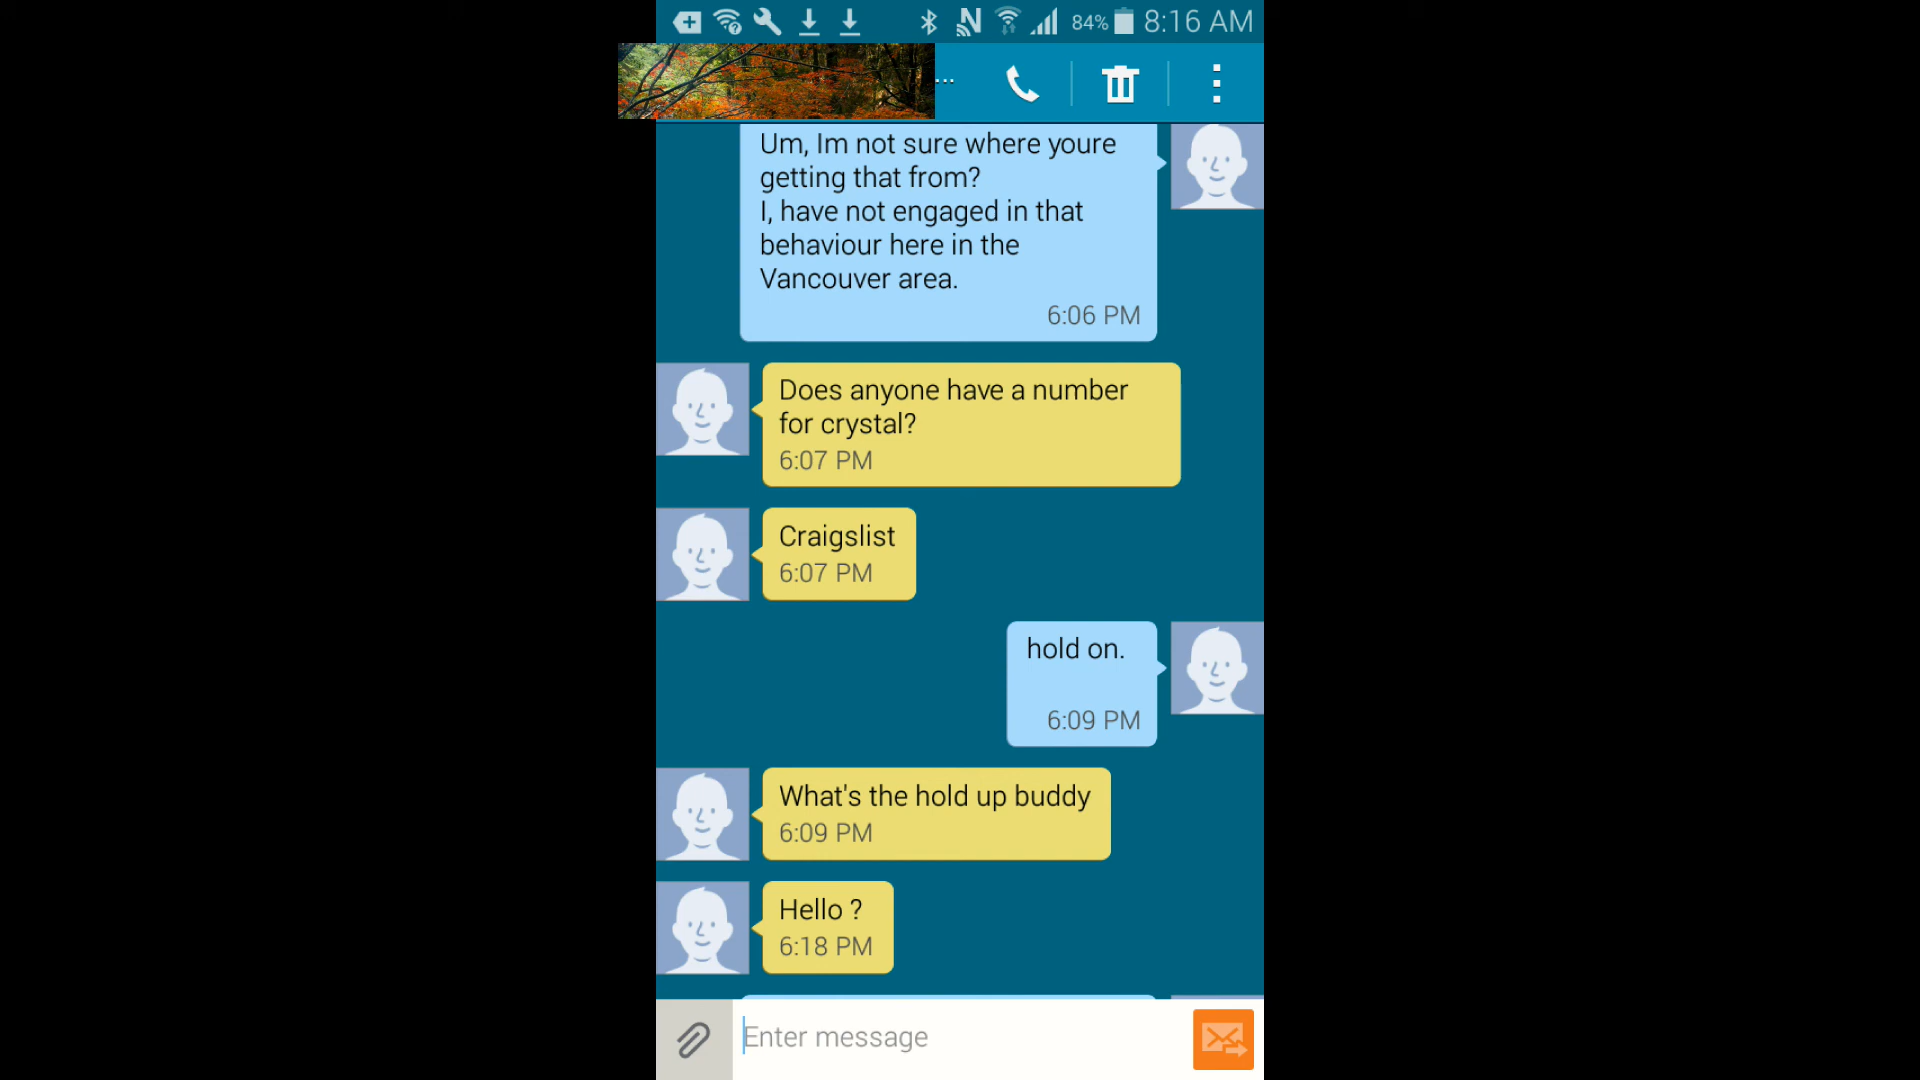 84% 8:16 AM
...
Um, Im not sure where youre
getting that from?
I, have not engaged in that
behaviour here in the
Vancouver area.
6:06 PM
Does anyone have a number
for crystal?
6:07 PM
Craigslist
6:07 PM
hold on.
6:09 PM
What's the hold up buddy
6:09 PM
Hello ?
6:18 PM
Enter message